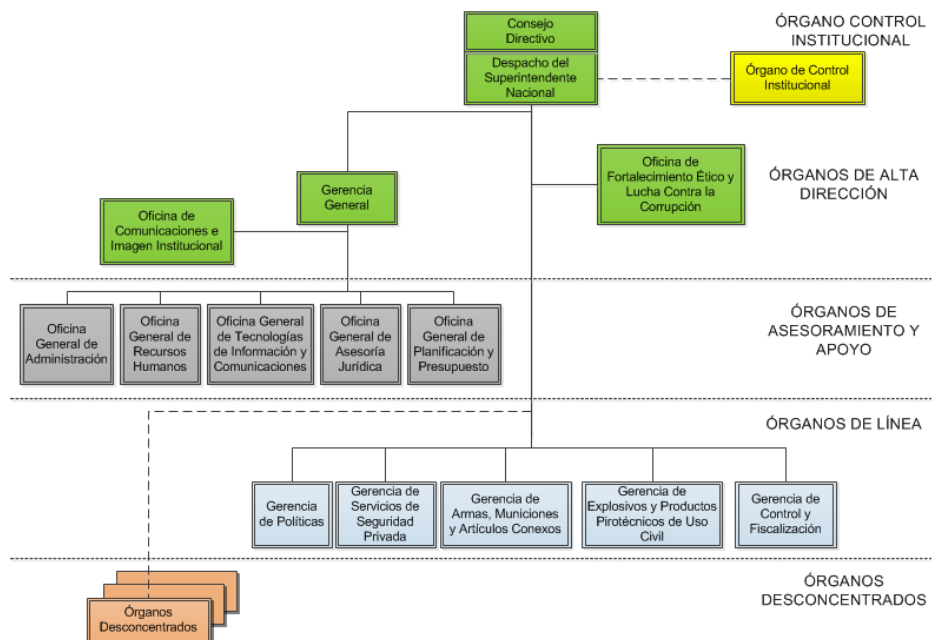 Consejo
Directivo
Despacho del
Superintendente
Nacional
ÓRGANO CONTROL
INSTITUCIONAL
Órgano de Control
Institucional
Gerencia
General
Oficina de
Fortalecimiento Ético y
Lucha Contra la
Corrupción
ÓRGANOS DE ALTA
DIRECCIÓN
Oficina de
Comunicaciones e
Imagen Institucional
Oficina
General de
Administración
Oficina
General de
Recursos
Humanos
Oficina General
de Tecnologías
de Información y
Comunicaciones
Oficina
General de
Asesoría
Jurídica
Oficina
General de
Planificación y
Presupuesto
ÓRGANOS DE
ASESORAMIENTO Y
APOYO
ÓRGANOS DE LÍNEA
Gerencia
de Políticas
Gerencia de
Servicios de
Seguridad
Privada
Gerencia de
Armas, Municiones
y Artículos Conexos
Gerencia de
Explosivos y Productos
Pirotécnicos de Uso
Civil
Gerencia de
Control y
Fiscalización
Órganos
Desconcentrados
ÓRGANOS
DESCONCENTRADOS